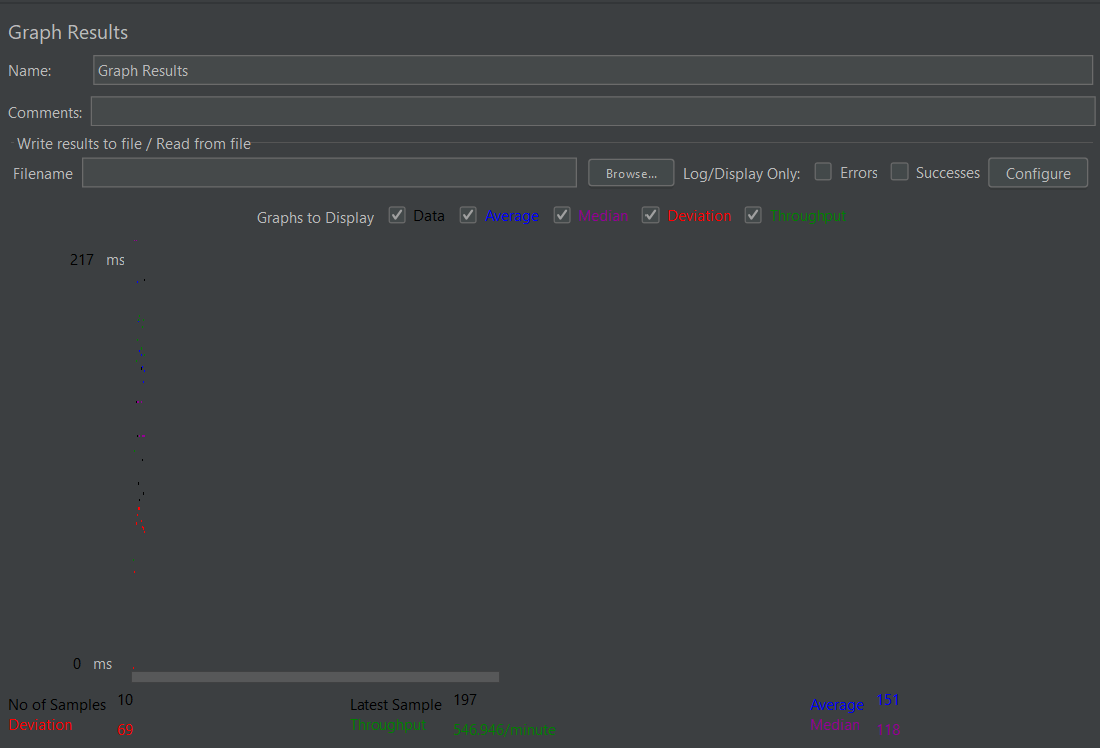 Graph Results
Name: Graph Results
Comments:
Write results to file / Read from file
Filename Browse... Log/Display Only: Errors Successes Configure
Graphs to Display Data Average Median Deviation Throughput
217 ms
0 ms
No of Samples 10 Latest Sample 197 Average 151
Deviation 69 Throughput 546.946/minute Median